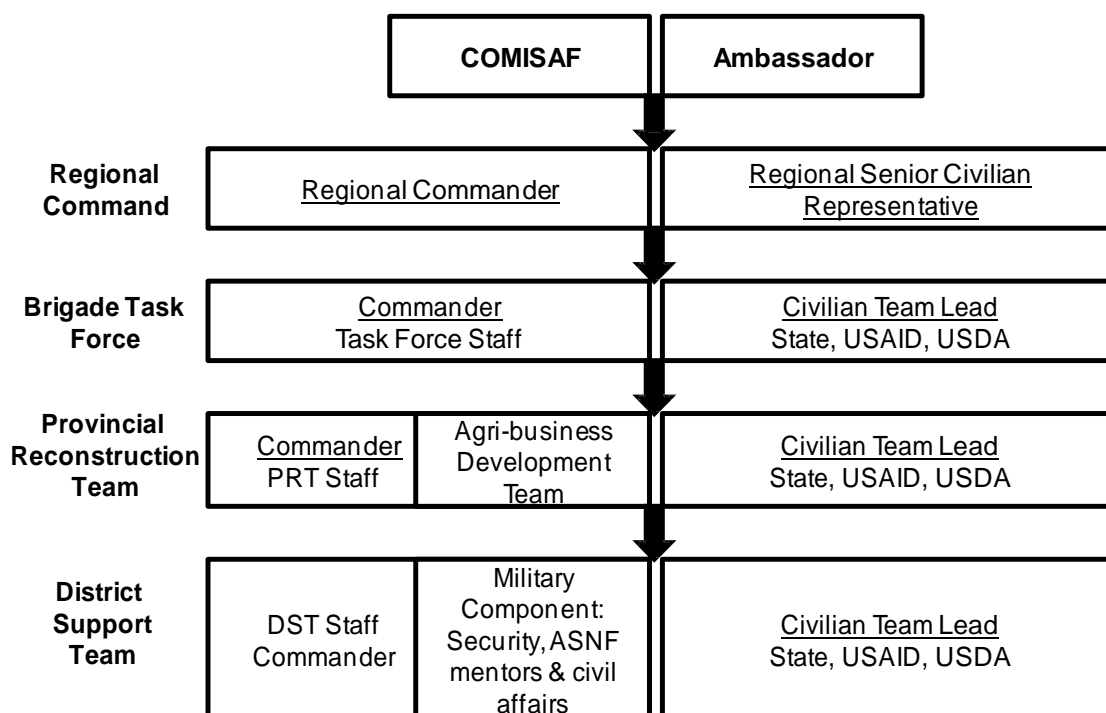 COMISAF
Ambassador
Regional
Command
Regional Commander
Regional Senior Civilian
Representative
Brigade Task
Force
Commander
Task Force Staff
Civilian Team Lead
State, USAID, USDA
Provincial
Reconstruction
Team
Commander
PRT Staff
Agri-business
Development
Team
Civilian Team Lead
State, USAID, USDA
District
Support
Team
DST Staff
Commander
Military
Component:
Security, ASNF
mentors & civil
affairs
Civilian Team Lead
State, USAID, USDA